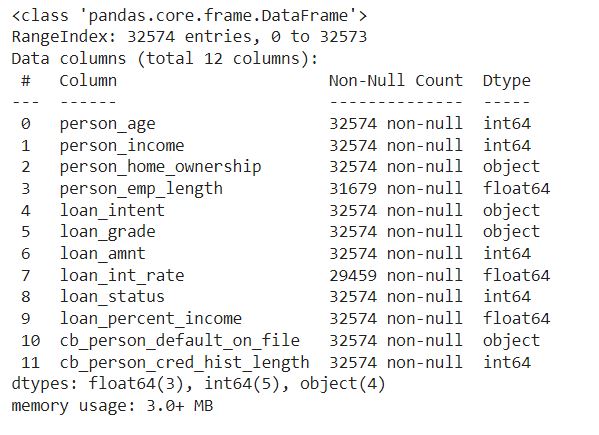 <class 'pandas.core.frame.DataFrame'>
RangeIndex: 32574 entries, 0 to 32573
Data columns (total 12 columns):
 #   Column                      Non-Null Count  Dtype
---  ------                      --------------  -----
 0   person_age                  32574 non-null  int64
 1   person_income               32574 non-null  int64
 2   person_home_ownership       32574 non-null  object
 3   person_emp_length           31679 non-null  float64
 4   loan_intent                 32574 non-null  object
 5   loan_grade                  32574 non-null  object
 6   loan_amnt                   32574 non-null  int64
 7   loan_int_rate               29459 non-null  float64
 8   loan_status                 32574 non-null  int64
 9   loan_percent_income         32574 non-null  float64
 10  cb_person_default_on_file   32574 non-null  object
 11  cb_person_cred_hist_length  32574 non-null  int64
dtypes: float64(3), int64(5), object(4)
memory usage: 3.0+ MB